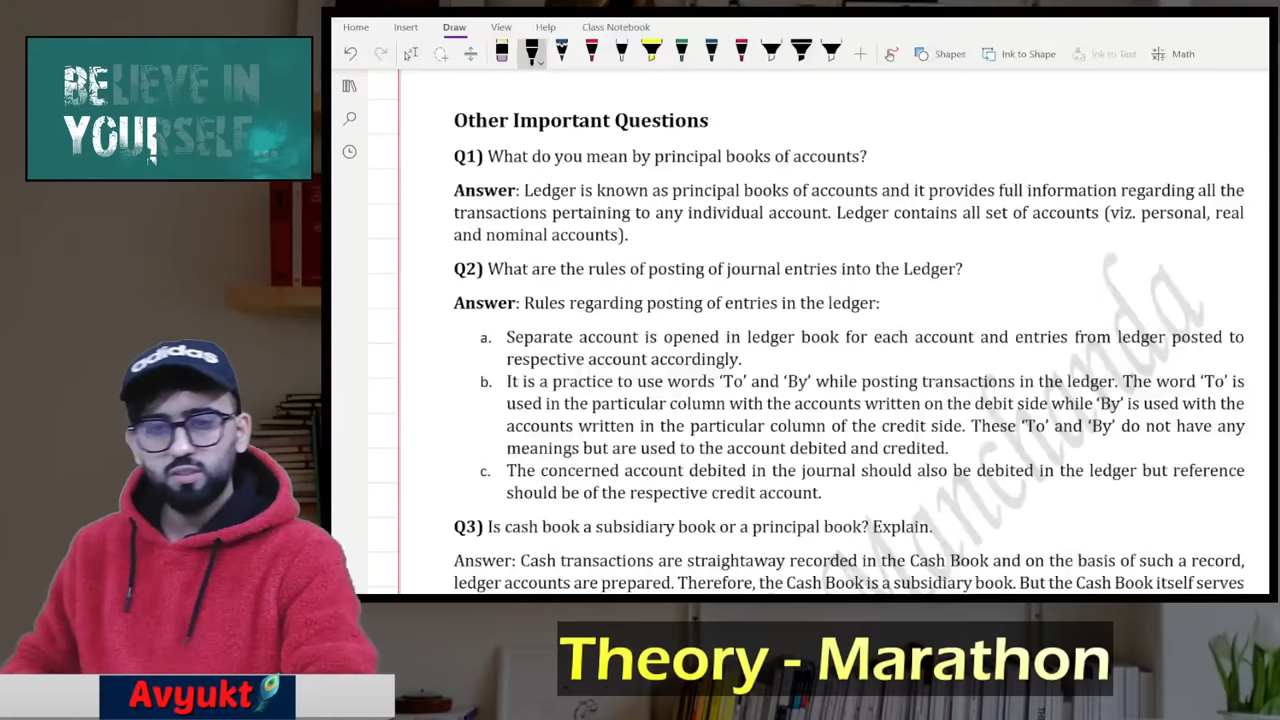 BELIEVE IN
YOURSELF...
Home Insert Draw View Help Class Notebook
Shapes Ink to Shape Ink to Text Math
Other Important Questions
Q1) What do you mean by principal books of accounts?
Answer: Ledger is known as principal books of accounts and it provides full information regarding all the
transactions pertaining to any individual account. Ledger contains all set of accounts (viz. personal, real
and nominal accounts).
Q2) What are the rules of posting of journal entries into the Ledger?
Answer: Rules regarding posting of entries in the ledger:
a. Separate account is opened in ledger book for each account and entries from ledger posted to
respective account accordingly.
b. It is a practice to use words ‘To’ and ‘By’ while posting transactions in the ledger. The word ‘To’ is
used in the particular column with the accounts written on the debit side while ‘By’ is used with the
accounts written in the particular column of the credit side. These ‘To’ and ‘By’ do not have any
meanings but are used to the account debited and credited.
c. The concerned account debited in the journal should also be debited in the ledger but reference
should be of the respective credit account.
Q3) Is cash book a subsidiary book or a principal book? Explain.
Answer: Cash transactions are straightaway recorded in the Cash Book and on the basis of such a record,
ledger accounts are prepared. Therefore, the Cash Book is a subsidiary book. But the Cash Book itself serves
Manchanda
adidas
Theory - Marathon
Avyukt